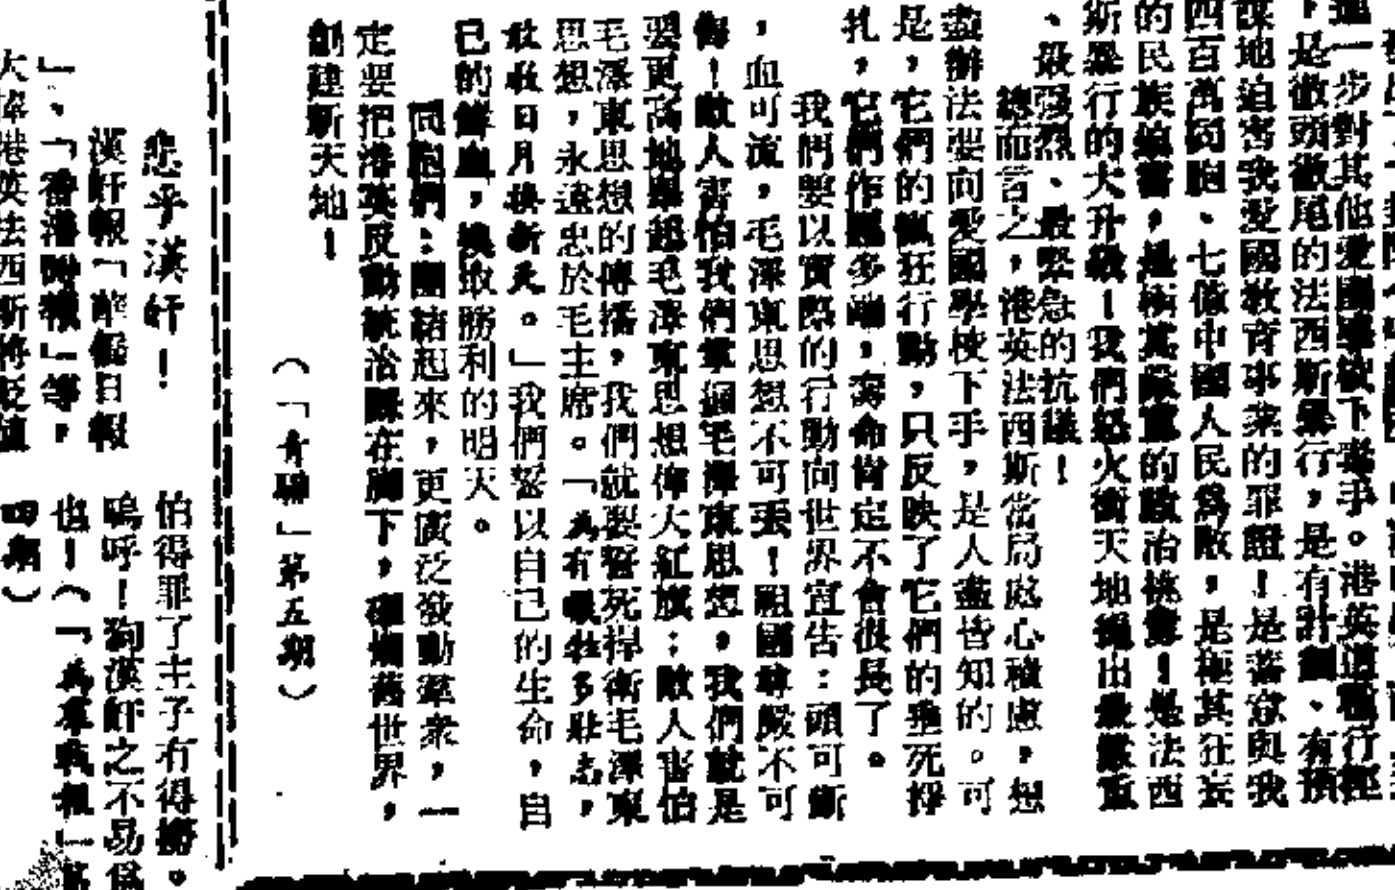 進一步對其他愛國學校下毒手。港英這種行徑
，是徹頭徹尾的法西斯暴行，是有計劃、有預
謀地迫害我愛國教育事業的罪證！是蓄意與我
四百萬同胞、七億中國人民爲敵，是極其狂妄
的民族迫害，是極其嚴重的政治挑釁！是法西
斯暴行的大升級！我們怒火衝天地提出最嚴重
、最强烈、最緊急的抗議！
總而言之，港英法西斯當局處心積慮，想
盡辦法要向愛國學校下手，是人盡皆知的。可
是，它們的瘋狂行動，只反映了它們的垂死掙
扎，它們作惡多端，壽命肯定不會很長了。
我們要以實際的行動向世界宣告：頭可斷
，血可流，毛澤東思想不可丟！祖國尊嚴不可
侮！敵人害怕我們掌握毛澤東思想，我們就是
要更高地舉起毛澤東思想偉大紅旗；敵人害怕
毛澤東思想的傳播，我們就要誓死捍衛毛澤東
思想，永遠忠於毛主席。「爲有犧牲多壯志，
敢敎日月換新天。」我們誓以自己的生命，自
己的鮮血，換取勝利的明天。
同胞們：團結起來，更廣泛發動羣衆，一
定要把港英反動統治踩在脚下，砸爛舊世界，
創建新天地！
（「青聯」第五期）
悲乎漢奸！
漢奸報「華僑日報
」、「香港時報」等，
大捧港英法西斯將貶值
怕得罪了主子有得撈。
嗚呼！狗漢奸之不易爲
也！（「爲革戰報」第
四期）